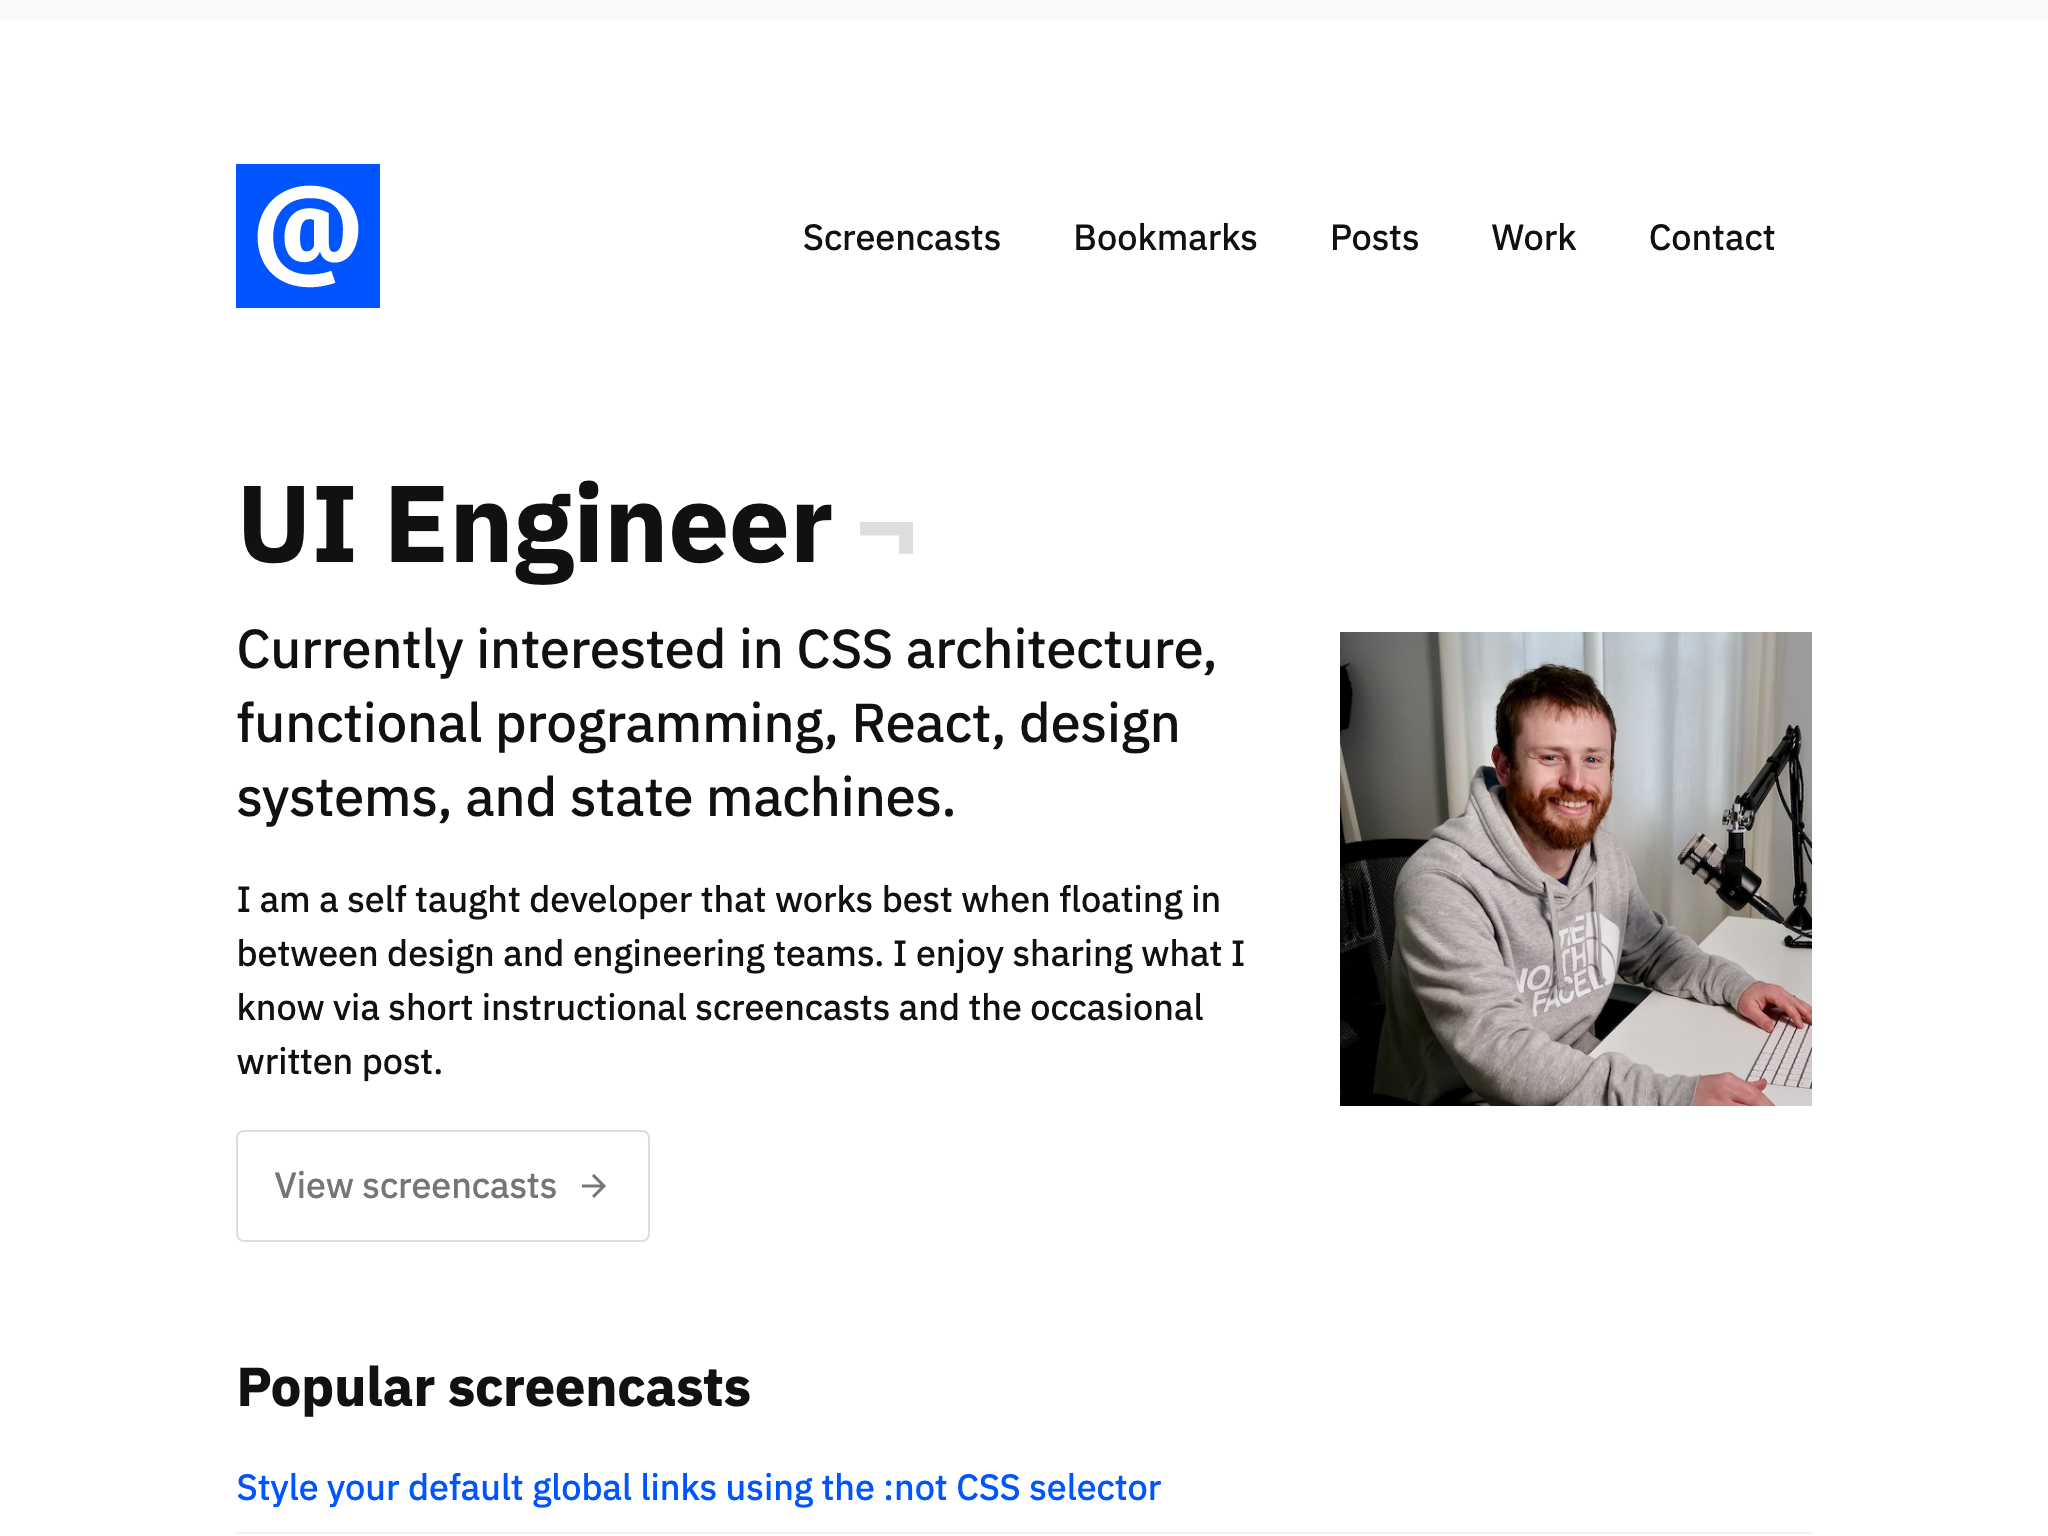 @
Screencasts Bookmarks Posts Work Contact
UI Engineer ¬
Currently interested in CSS architecture,
functional programming, React, design
systems, and state machines.
I am a self taught developer that works best when floating in
between design and engineering teams. I enjoy sharing what I
know via short instructional screencasts and the occasional
written post.
THE
NORTH
FACE
View screencasts →
Popular screencasts
Style your default global links using the :not CSS selector